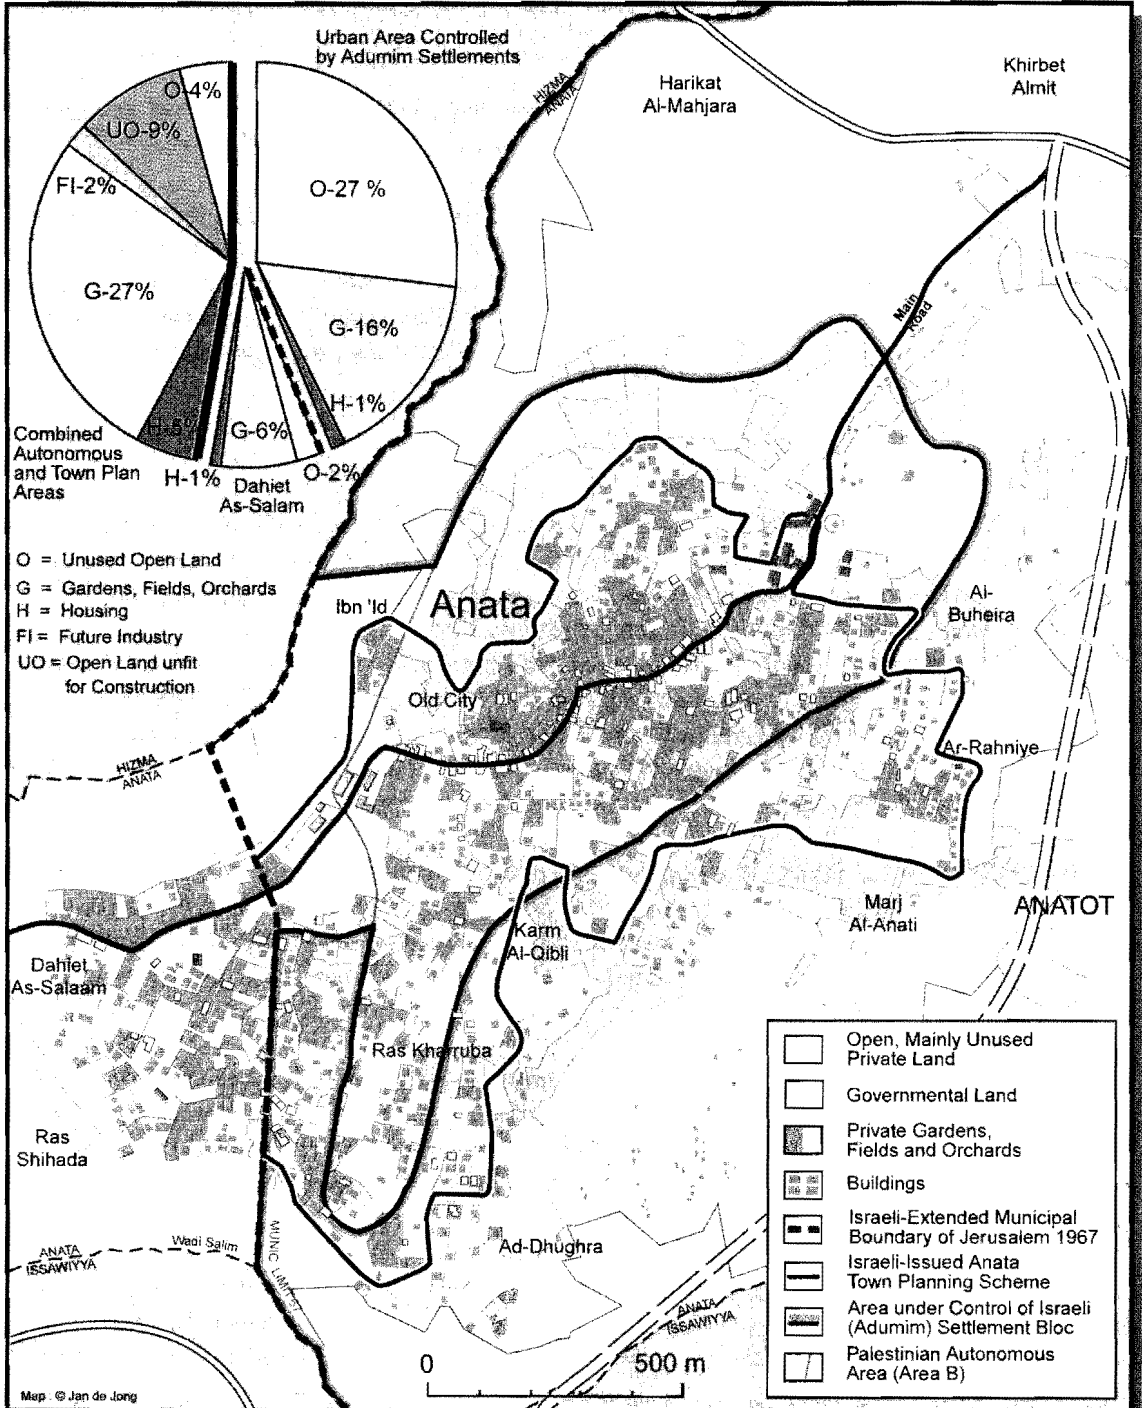 Urban Area Controlled
by Adumim Settlements
O-4%
UO-9%
FI-2%
G-27%
H-5%
O-27 %
G-16%
H-1%
O-2%
G-6%
H-1%
Dahiet
As-Salam
Combined
Autonomous
and Town Plan
Areas
O = Unused Open Land
G = Gardens, Fields, Orchards
H = Housing
FI = Future Industry
UO = Open Land unfit
for Construction
HIZMA
ANATA
Harikat
Al-Mahjara
Khirbet
Almit
Main
Road
Ibn 'Id
Anata
Al-
Buheira
Old City
HIZMA
ANATA
Ar-Rahniye
Marj
Al-Anati
ANATOT
Karm
Al-Qibli
Dahiet
As-Salaam
Ras Kharruba
Ras
Shihada
ANATA
ISSAWIYYA
Wadi Salim
MUNIC. LIMITS
Ad-Dhughra
ANATA
ISSAWIYYA
0 500 m
Open, Mainly Unused
Private Land
Governmental Land
Private Gardens,
Fields and Orchards
Buildings
Israeli-Extended Municipal
Boundary of Jerusalem 1967
Israeli-Issued Anata
Town Planning Scheme
Area under Control of Israeli
(Adumim) Settlement Bloc
Palestinian Autonomous
Area (Area B)
Map : © Jan de Jong